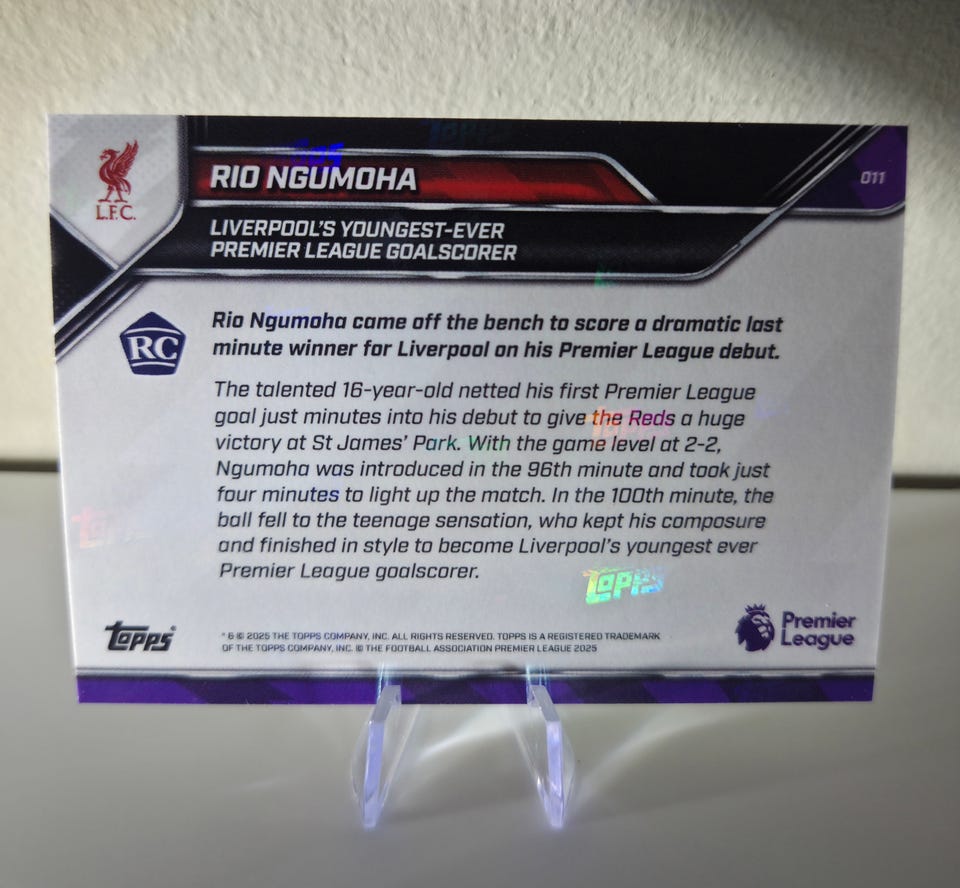 L.F.C.
RIO NGUMOHA
011
LIVERPOOL'S YOUNGEST-EVER
PREMIER LEAGUE GOALSCORER
RC
Rio Ngumoha came off the bench to score a dramatic last
minute winner for Liverpool on his Premier League debut.
The talented 16-year-old netted his first Premier League
goal just minutes into his debut to give the Reds a huge
victory at St James' Park. With the game level at 2-2,
Ngumoha was introduced in the 96th minute and took just
four minutes to light up the match. In the 100th minute, the
ball fell to the teenage sensation, who kept his composure
and finished in style to become Liverpool's youngest ever
Premier League goalscorer.
Topps
Topps®
* & © 2025 THE TOPPS COMPANY, INC. ALL RIGHTS RESERVED. TOPPS IS A REGISTERED TRADEMARK
OF THE TOPPS COMPANY, INC. © THE FOOTBALL ASSOCIATION PREMIER LEAGUE 2025
Premier
League